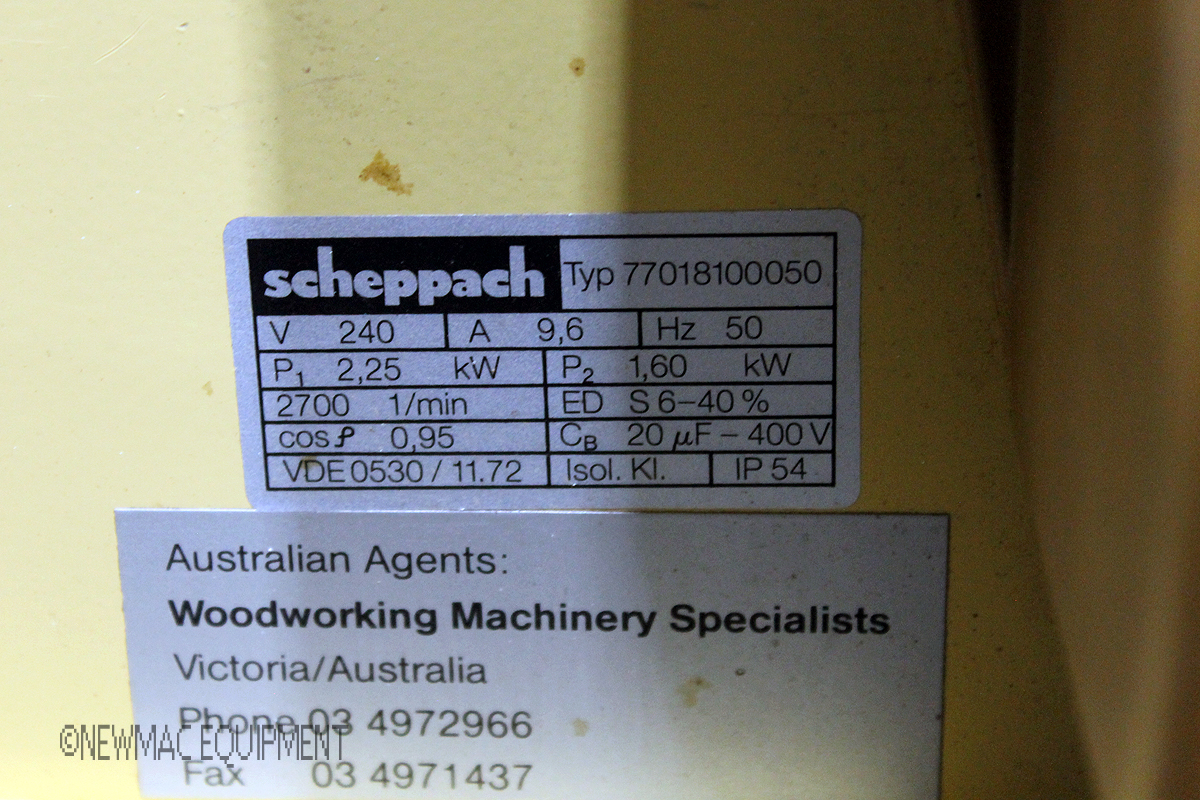 scheppach Typ 77018100050
V 240 A 9,6 Hz 50
P₁ 2,25 kW P₂ 1,60 kW
2700 1/min ED S 6–40 %
cos φ 0,95 C_B 20 µF – 400 V
VDE 0530 / 11.72 Isol. Kl. IP 54
Australian Agents:
Woodworking Machinery Specialists
Victoria/Australia
Phone 03 4972966
©NEWMAC EQUIPMENT
Fax 03 4971437